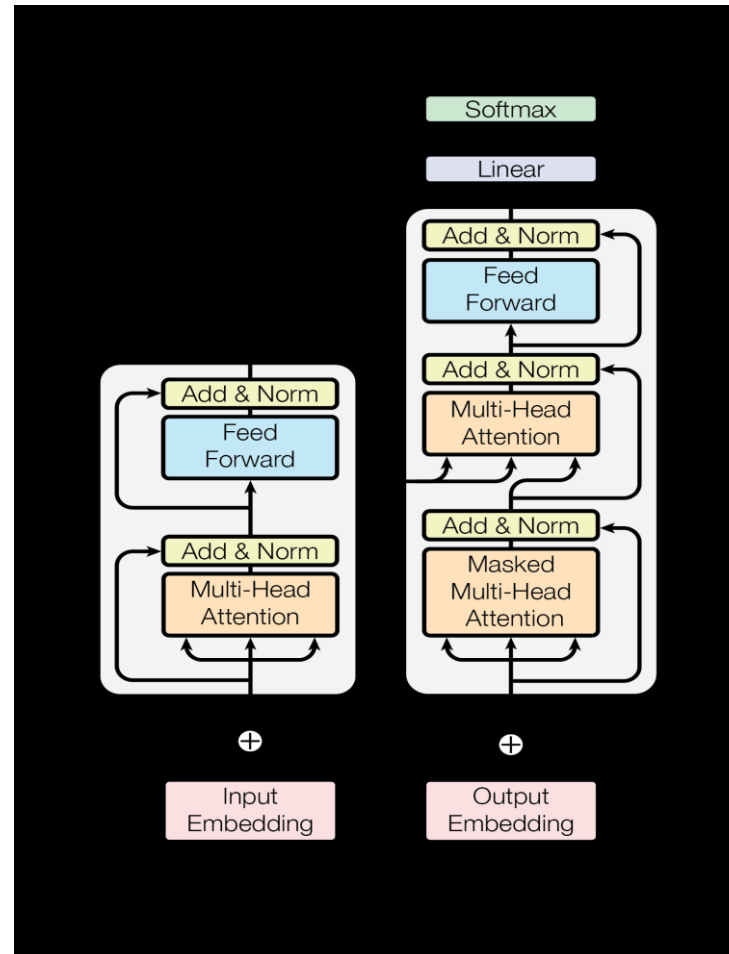 Softmax
Linear
Add & Norm
Feed
Forward
Add & Norm
Multi-Head
Attention
Add & Norm
Masked
Multi-Head
Attention
Output
Embedding
Add & Norm
Feed
Forward
Add & Norm
Multi-Head
Attention
Input
Embedding